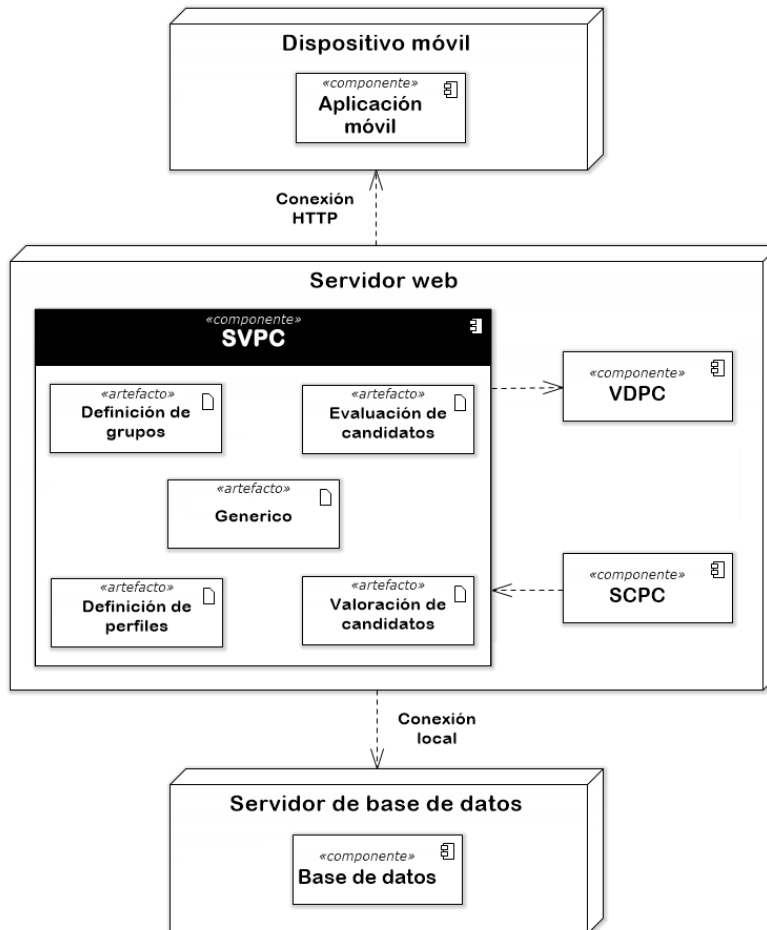 Dispositivo móvil
«componente»
Aplicación
móvil
Conexión
HTTP
Servidor web
«componente»
SVPC
«artefacto»
Definición de
grupos
«artefacto»
Evaluación de
candidatos
«componente»
VDPC
«artefacto»
Generico
«artefacto»
Definición de
perfiles
«artefacto»
Valoración de
candidatos
«componente»
SCPC
Conexión
local
Servidor de base de datos
«componente»
Base de datos